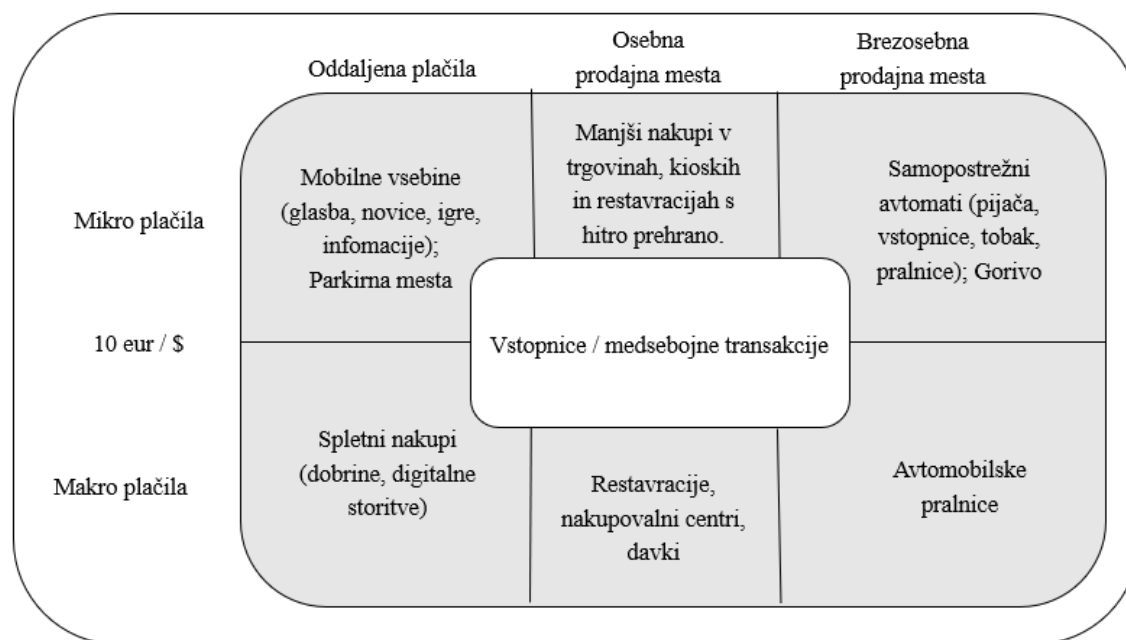 Oddaljena plačila
Osebna
prodajna mesta
Brezosebna
prodajna mesta
Mikro plačila
Mobilne vsebine
(glasba, novice, igre,
infomacije);
Parkirna mesta
Manjši nakupi v
trgovinah, kioskih
in restavracijah s
hitro prehrano.
Samopostrežni
avtomati (pijača,
vstopnice, tobak,
pralnice); Gorivo
10 eur / $
Vstopnice / medsebojne transakcije
Makro plačila
Spletni nakupi
(dobrine, digitalne
storitve)
Restavracije,
nakupovalni centri,
davki
Avtomobilske
pralnice